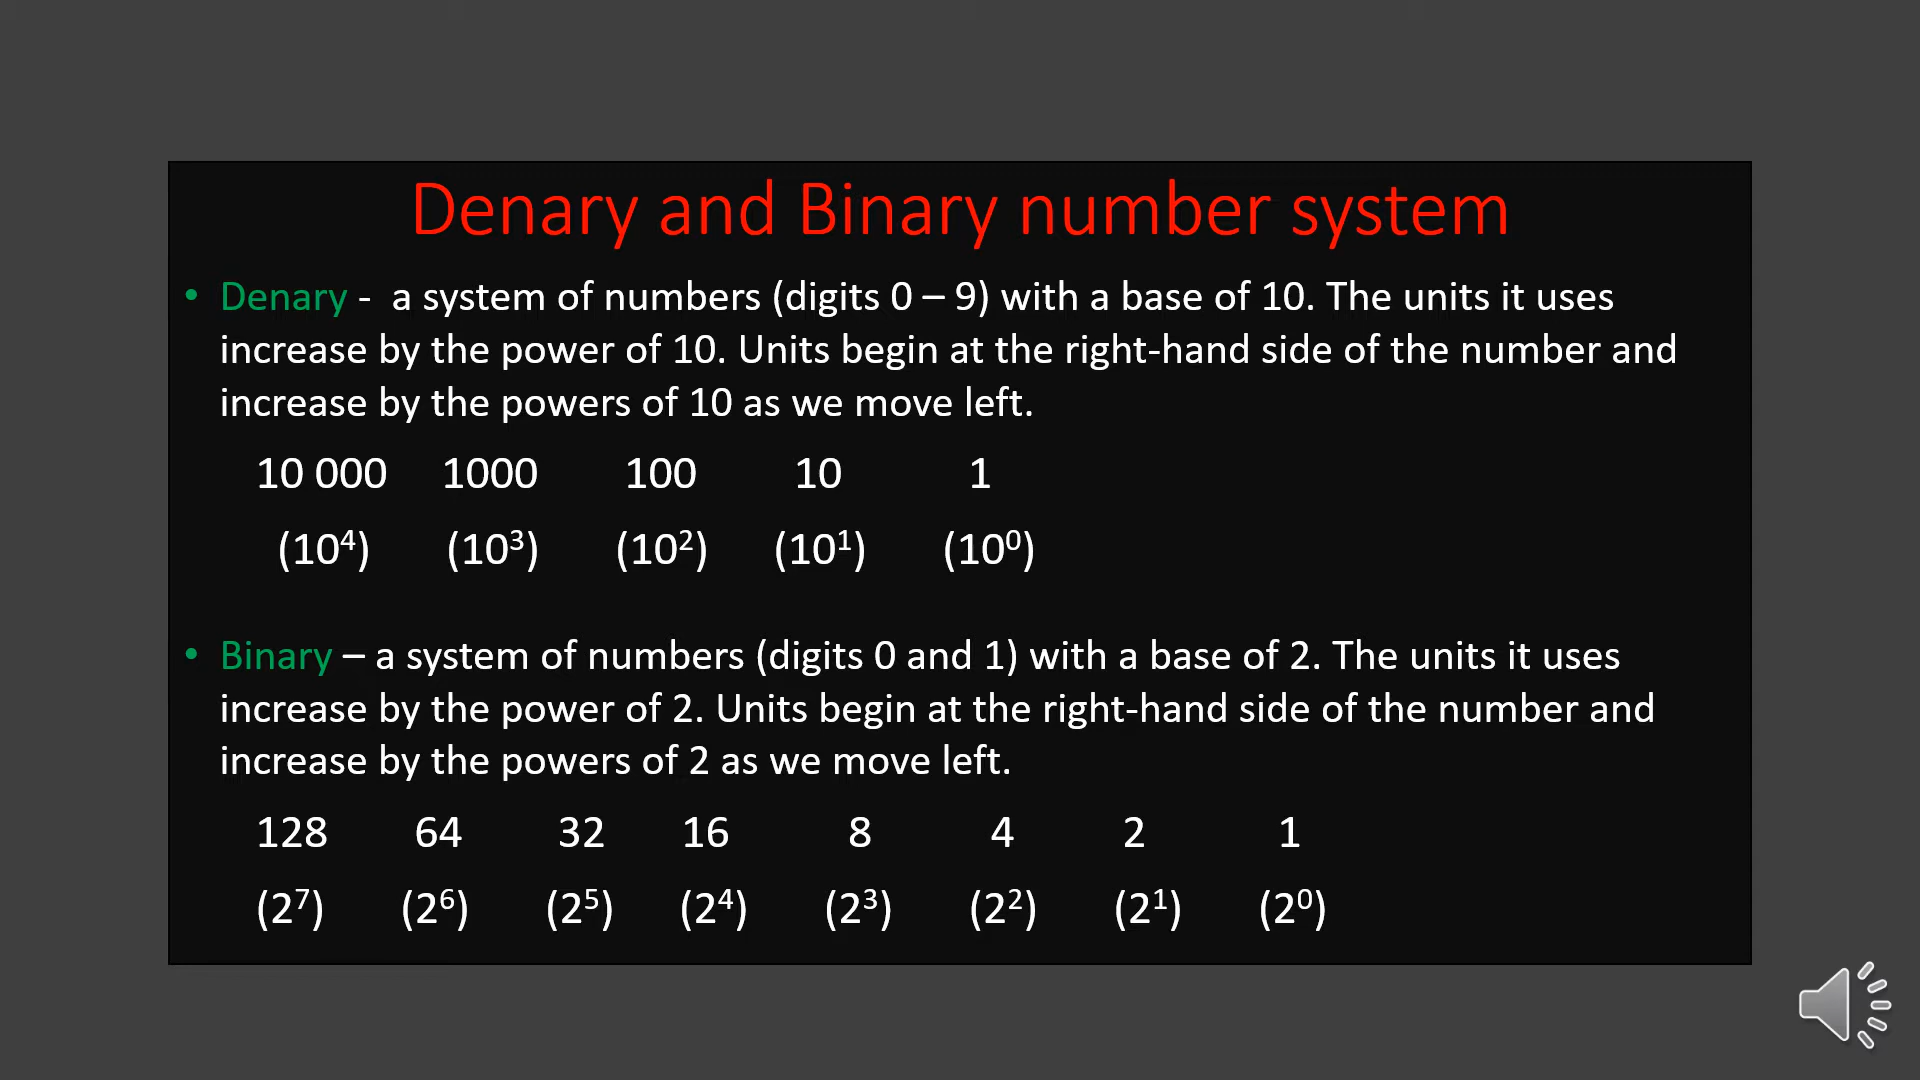 Denary and Binary number system
• Denary -  a system of numbers (digits 0 – 9) with a base of 10. The units it uses
increase by the power of 10. Units begin at the right-hand side of the number and
increase by the powers of 10 as we move left.
10 000 1000 100 10 1
(10⁴) (10³) (10²) (10¹) (10⁰)
• Binary – a system of numbers (digits 0 and 1) with a base of 2. The units it uses
increase by the power of 2. Units begin at the right-hand side of the number and
increase by the powers of 2 as we move left.
128 64 32 16 8 4 2 1
(2⁷) (2⁶) (2⁵) (2⁴) (2³) (2²) (2¹) (2⁰)